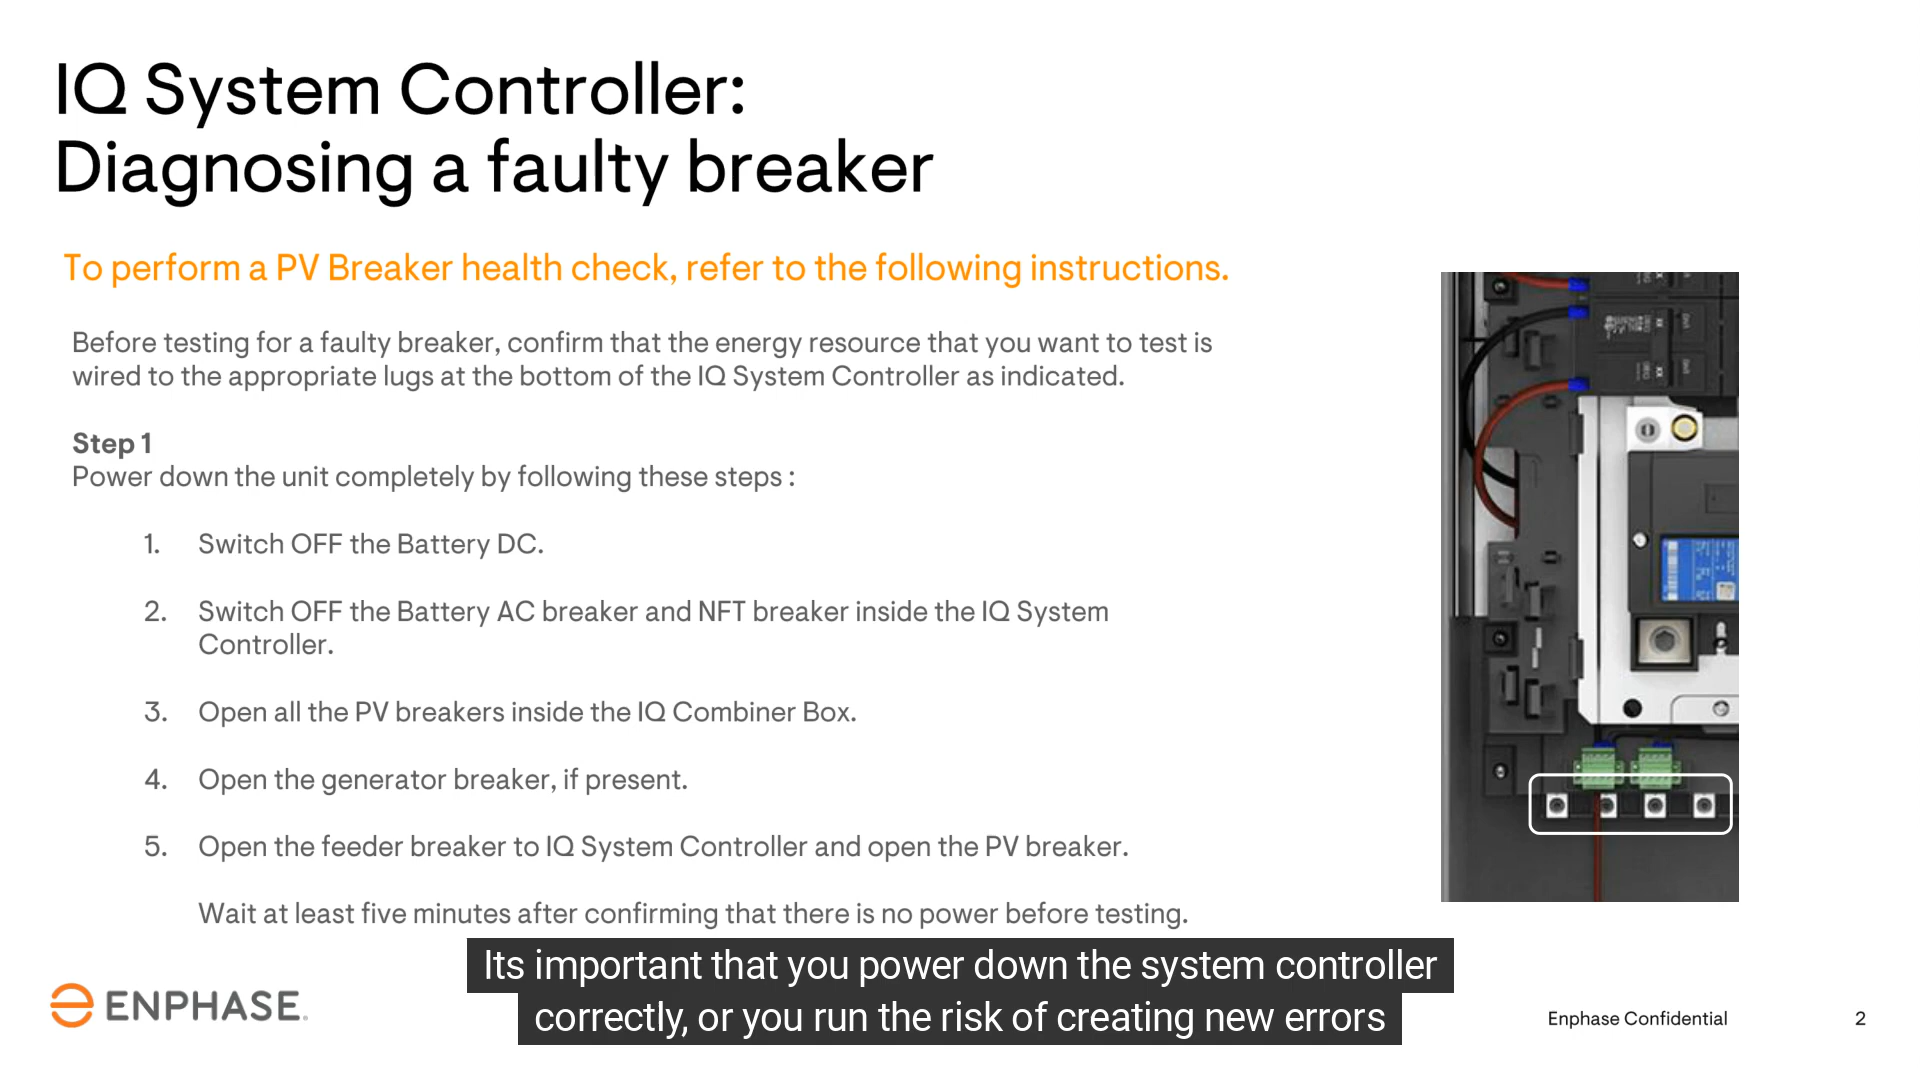 IQ System Controller:
Diagnosing a faulty breaker
To perform a PV Breaker health check, refer to the following instructions.
Before testing for a faulty breaker, confirm that the energy resource that you want to test is
wired to the appropriate lugs at the bottom of the IQ System Controller as indicated.
Step 1
Power down the unit completely by following these steps :
1. Switch OFF the Battery DC.
2. Switch OFF the Battery AC breaker and NFT breaker inside the IQ System
Controller.
3. Open all the PV breakers inside the IQ Combiner Box.
4. Open the generator breaker, if present.
5. Open the feeder breaker to IQ System Controller and open the PV breaker.
Wait at least five minutes after confirming that there is no power before testing.
Its important that you power down the system controller
correctly, or you run the risk of creating new errors
ENPHASE.
Enphase Confidential
2